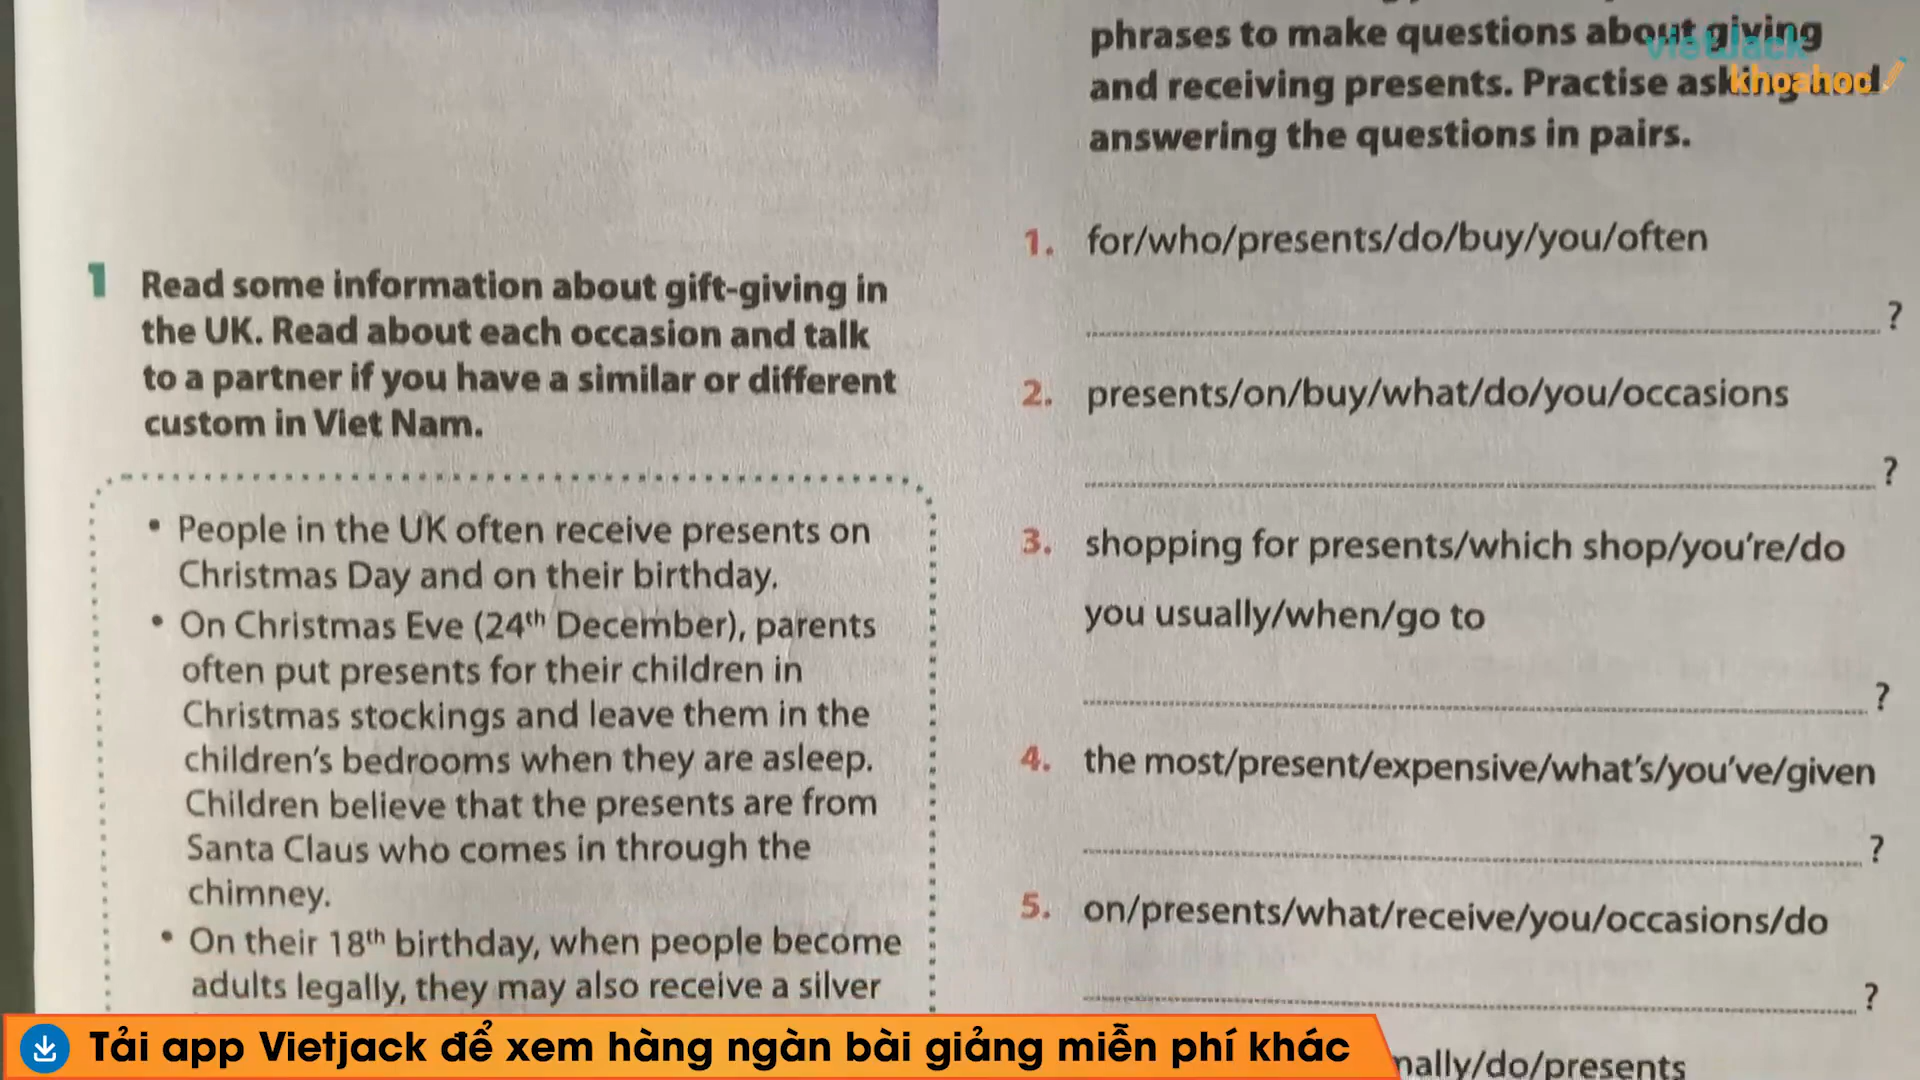 1 Read some information about gift-giving in
the UK. Read about each occasion and talk
to a partner if you have a similar or different
custom in Viet Nam.
• People in the UK often receive presents on
Christmas Day and on their birthday.
• On Christmas Eve (24th December), parents
often put presents for their children in
Christmas stockings and leave them in the
children's bedrooms when they are asleep.
Children believe that the presents are from
Santa Claus who comes in through the
chimney.
• On their 18th birthday, when people become
adults legally, they may also receive a silver
phrases to make questions about giving
and receiving presents. Practise asking and
answering the questions in pairs.
1. for/who/presents/do/buy/you/often
?
2. presents/on/buy/what/do/you/occasions
?
3. shopping for presents/which shop/you're/do
you usually/when/go to
?
4. the most/present/expensive/what's/you've/given
?
5. on/presents/what/receive/you/occasions/do
?
/do/presents
vietjack
khoahoc
Tải app Vietjack để xem hàng ngàn bài giảng miễn phí khác